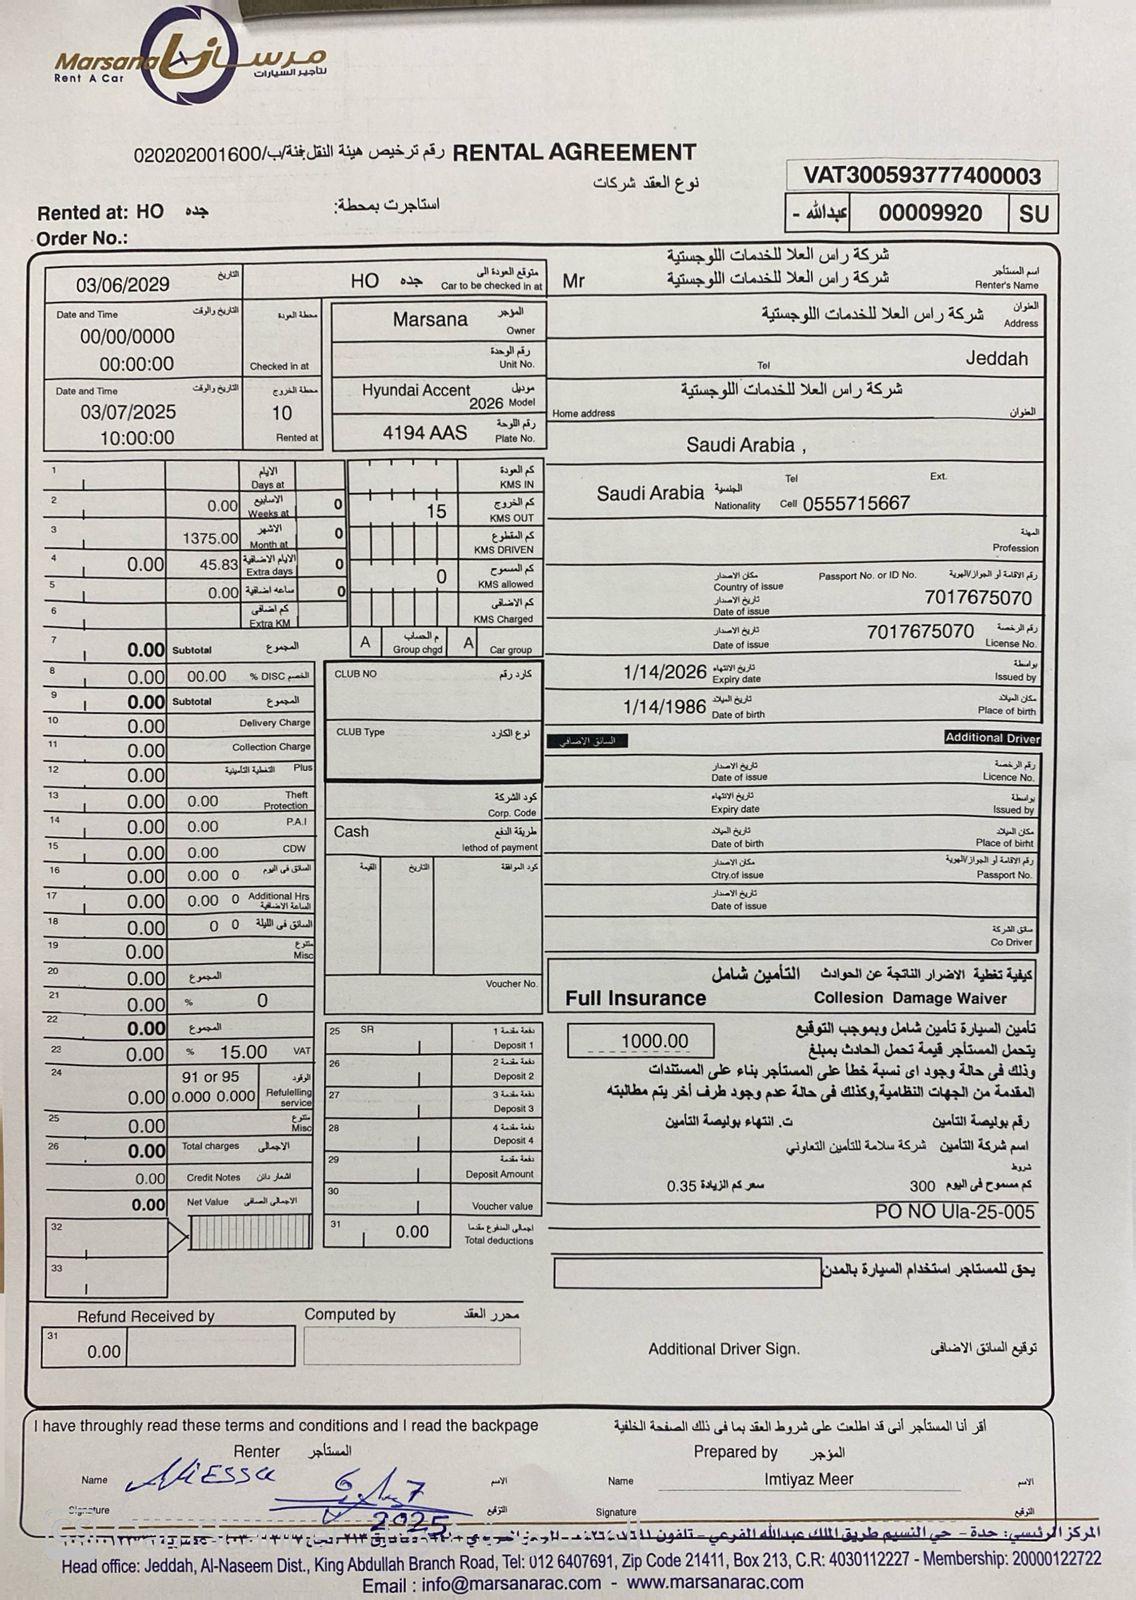 Marsana مرسانا
Rent A Car لتأجير السيارات
RENTAL AGREEMENT رقم ترخيص هيئة النقل:فئة/ب/020202001600
نوع العقد شركات
VAT300593777400003
Rented at: HO جده استاجرت بمحطة:
عبدالله - 00009920 SU
Order No.:
03/06/2029 التاريخ
HO جده متوقع العودة الى
Car to be checked in at
Date and Time التاريخ والوقت محطة العودة
00/00/0000
00:00:00 Checked in at
Date and Time التاريخ والوقت محطة الخروج
03/07/2025 10
10:00:00 Rented at
Marsana المؤجر
Owner
رقم الوحدة
Unit No.
Hyundai Accent موديل
2026 Model
4194 AAS رقم اللوحة
Plate No.
شركة راس العلا للخدمات اللوجستية
Mr شركة راس العلا للخدمات اللوجستية اسم المستأجر
Renter's Name
شركة راس العلا للخدمات اللوجستية العنوان
Address
Tel Jeddah
شركة راس العلا للخدمات اللوجستية
Home address العنوان
Saudi Arabia ,
Tel Ext.
Saudi Arabia الجنسية
Nationality Cell 0555715667
المهنة
Profession
مكان الاصدار Passport No. or ID No. رقم الاقامة أو الجواز/الهوية
Country of issue
تاريخ الاصدار 7017675070
Date of issue
تاريخ الاصدار 7017675070 رقم الرخصة
Date of issue License No.
1/14/2026 تاريخ الانتهاء بواسطة
Expiry date Issued by
1/14/1986 تاريخ الميلاد مكان الميلاد
Date of birth Place of birth
السائق الاضافي Additional Driver
تاريخ الاصدار رقم الرخصة
Date of issue Licence No.
تاريخ الانتهاء بواسطة
Expiry date Issued by
تاريخ الميلاد مكان الميلاد
Date of birth Place of birht
مكان الاصدار رقم الاقامة أو الجواز/الهوية
Ctry.of issue Passport No.
تاريخ الاصدار
Date of issue
سائق الشركة
Co Driver
1 الايام
Days at
2 0.00 الاسابيع 0
Weeks at
3 1375.00 الاشهر 0
Month at
4 0.00 45.83 الايام الاضافية 0
Extra days
5 0.00 ساعه اضافية 0
6 كم اضافى
Extra KM
7 0.00 Subtotal المجموع
8 0.00 00.00 % DISC الخصم
9 0.00 Subtotal المجموع
10 0.00 Delivery Charge
11 0.00 Collection Charge
12 0.00 التغطية التأمينية Plus
13 0.00 0.00 Theft
Protection
14 0.00 0.00 P.A.I
15 0.00 0.00 CDW
16 0.00 0.00 0 السائق فى اليوم
17 0.00 0.00 0 Additional Hrs
الساعة الاضافية
18 0.00 0 0 السائق فى الليلة
19 0.00 متنوع
Misc
20 0.00 المجموع
21 0.00 % 0
22 0.00 المجموع
23 0.00 % 15.00 VAT
24 91 or 95 الوقود
0.00 0.000 0.000 Refulelling
service
25 0.00 متنوع
Misc
26 0.00 Total charges الاجمالى
0.00 Credit Notes اشعار دائن
0.00 Net Value الاجمالى الصافى
32
33
كم العودة
KMS IN
15 كم الخروج
KMS OUT
كم المقطوع
KMS DRIVEN
0 كم المسموح
KMS allowed
كم الاضافى
KMS Charged
A م الحساب A
Group chgd Car group
CLUB NO كارد رقم
CLUB Type نوع الكارد
كود الشركة
Corp. Code
Cash طريقة الدفع
lethod of payment
القيمة التاريخ كود الموافقة
Voucher No.
25 SR دفعة مقدمة 1
Deposit 1
26 دفعة مقدمة 2
Deposit 2
27 دفعة مقدمة 3
Deposit 3
28 دفعة مقدمة 4
Deposit 4
29 دفعة مقدمة
Deposit Amount
30 Voucher value
31 0.00 اجمالى المدفوع مقدما
Total deductions
كيفية تغطية الاضرار الناتجة عن الحوادث التأمين شامل
Full Insurance Collesion Damage Waiver
تأمين السيارة تأمين شامل وبموجب التوقيع
1000.00 يتحمل المستأجر قيمة تحمل الحادث بمبلغ
وذلك فى حالة وجود اى نسبة خطأ على المستأجر بناء على المستندات
المقدمة من الجهات النظامية,وكذلك فى حالة عدم وجود طرف أخر يتم مطالبته
رقم بوليصة التأمين ت. انتهاء بوليصة التأمين
اسم شركة التأمين شركة سلامة للتأمين التعاوني
شروط
كم مسموح فى اليوم 300 سعر كم الزيادة 0.35
PO NO Ula-25-005
يحق للمستاجر استخدام السيارة بالمدن
Refund Received by Computed by محرر العقد
31
0.00
Additional Driver Sign. توقيع السائق الاضافى
I have throughly read these terms and conditions and I read the backpage أقر أنا المستأجر أنى قد اطلعت على شروط العقد بما فى ذلك الصفحة الخلفية
Renter المستأجر Prepared by المؤجر
Name الاسم Name Imtiyaz Meer الاسم
Signature 2025 التوقيع Signature التوقيع
المركز الرئيسي: جدة - حي النسيم طريق الملك عبدالله الفرعي - تلفون
Head office: Jeddah, Al-Naseem Dist., King Abdullah Branch Road, Tel: 012 6407691, Zip Code 21411, Box 213, C.R: 4030112227 - Membership: 20000122722
Email : info@marsanarac.com - www.marsanarac.com